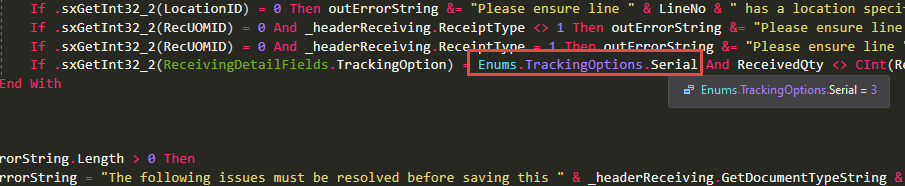 If .sxGetInt32_2(LocationID) = 0 Then outErrorString &= "Please ensure line " & LineNo & " has a location speci
If .sxGetInt32_2(RecUOMID) = 0 And _headerReceiving.ReceiptType <> 1 Then outErrorString &= "Please ensure lin
If .sxGetInt32_2(RecUOMID) = 0 And _headerReceiving.ReceiptType = 1 Then outErrorString &= "Please ensure line "
If .sxGetInt32_2(ReceivingDetailFields.TrackingOption) = Enums.TrackingOptions.Serial And ReceivedQty <> CInt(Re
End With
Enums.TrackingOptions.Serial = 3
rorString.Length > 0 Then
rorString = "The following issues must be resolved before saving this " & _headerReceiving.GetDocumentTypeString &